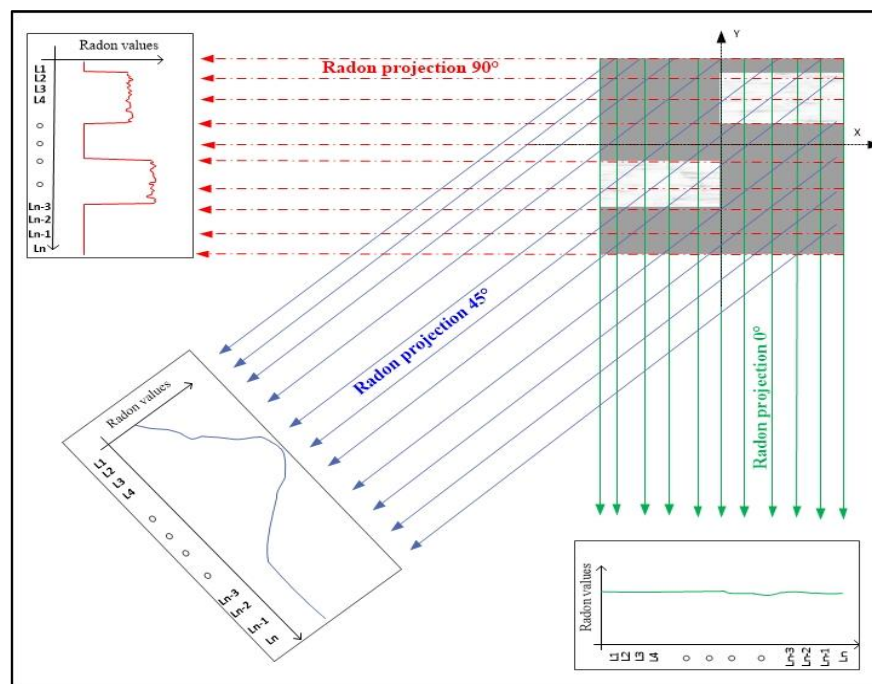 Radon values
L1
L2
L3
L4
Ln-3
Ln-2
Ln-1
Ln
Radon projection 90°
Y
X
Radon projection 45°
Radon projection 0°
Radon values
L1
L2
L3
L4
Ln-3
Ln-2
Ln-1
Ln
Radon values
L1
L2
L3
L4
Ln-3
Ln-2
Ln-1
Ln